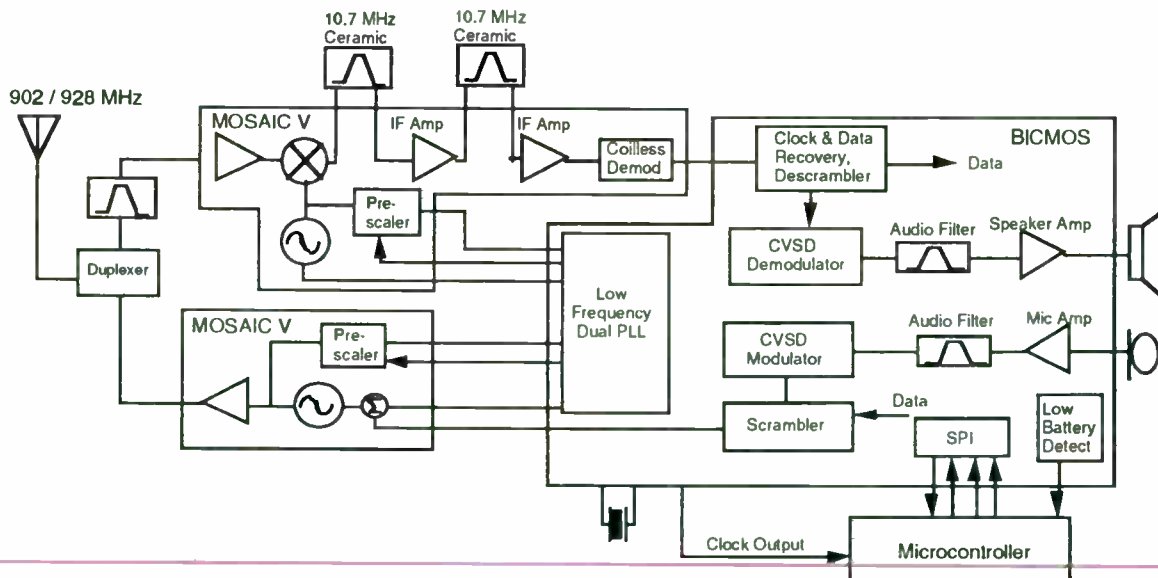 10.7 MHz
Ceramic
10.7 MHz
Ceramic
902 / 928 MHz
MOSAIC V
IF Amp
IF Amp
Coilless
Demod
Pre-
scaler
Duplexer
MOSAIC V
Pre-
scaler
Σ
Low
Frequency
Dual PLL
BICMOS
Clock & Data
Recovery,
Descrambler
Data
CVSD
Demodulator
Audio Filter
Speaker Amp
CVSD
Modulator
Audio Filter
Mic Amp
Scrambler
Data
SPI
Low
Battery
Detect
Clock Output
Microcontroller